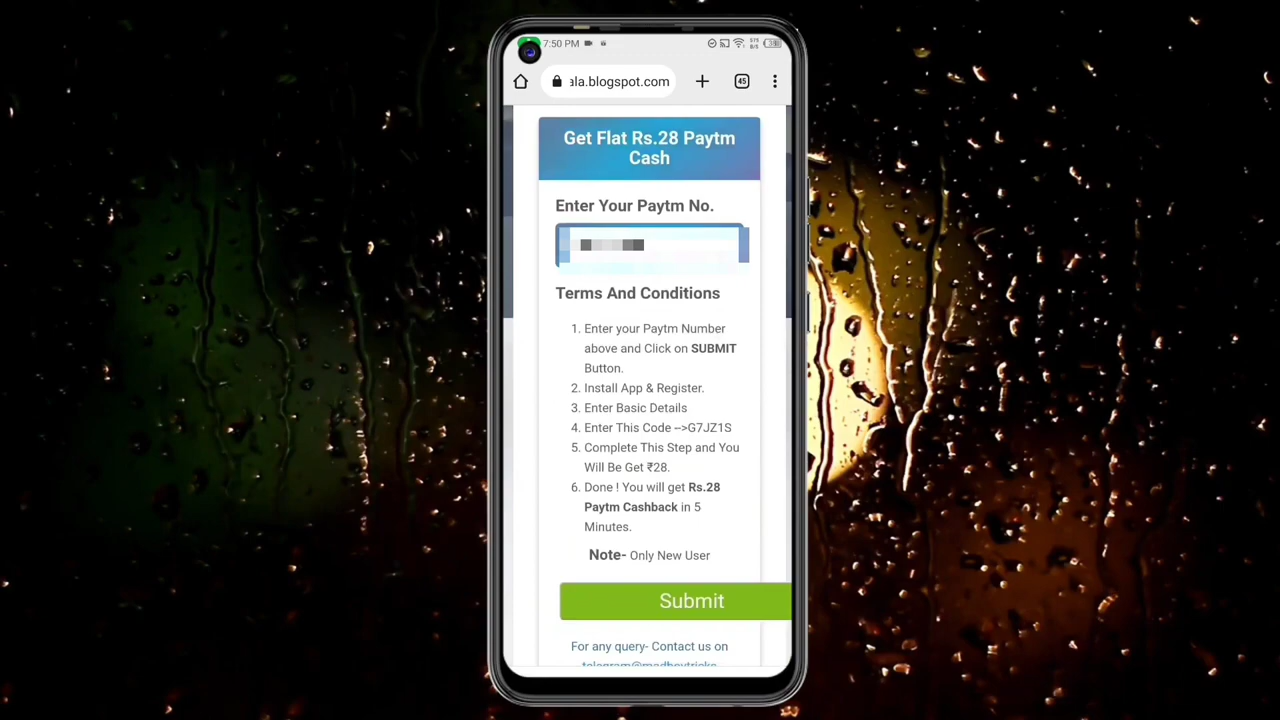 7:50 PM
ala.blogspot.com
45
Get Flat Rs.28 Paytm
Cash
Enter Your Paytm No.
Terms And Conditions
1. Enter your Paytm Number
above and Click on SUBMIT
Button.
2. Install App & Register.
3. Enter Basic Details
4. Enter This Code -->G7JZ1S
5. Complete This Step and You
Will Be Get ₹28.
6. Done ! You will get Rs.28
Paytm Cashback in 5
Minutes.
Note- Only New User
Submit
For any query- Contact us on
telegram@madboytricks